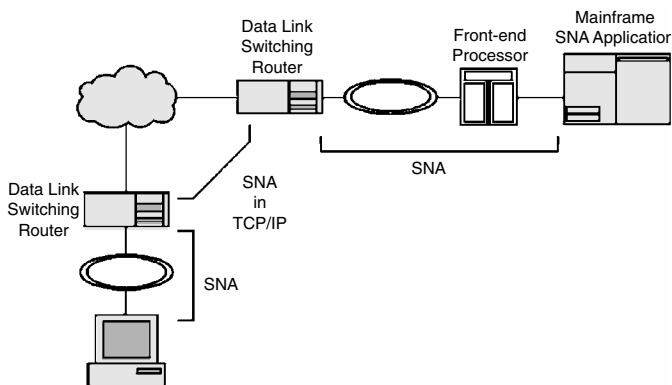 Data Link
Switching
Router
Front-end
Processor
Mainframe
SNA Application
SNA
Data Link
Switching
Router
SNA
in
TCP/IP
SNA